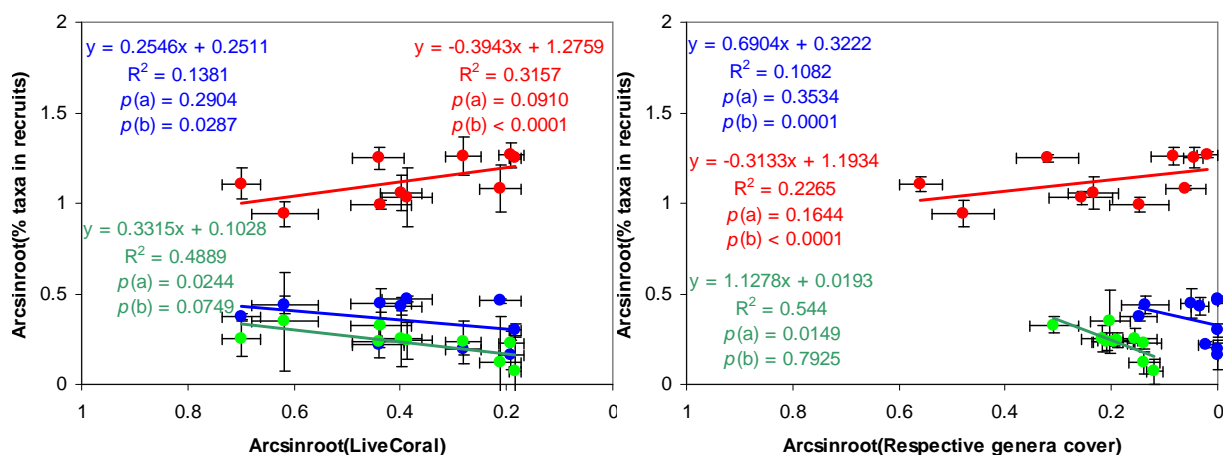 Arcsinroot(% taxa in recruits)
2
1.5
1
0.5
0
y = 0.2546x + 0.2511
R² = 0.1381
p(a) = 0.2904
p(b) = 0.0287
y = -0.3943x + 1.2759
R² = 0.3157
p(a) = 0.0910
p(b) < 0.0001
y = 0.3315x + 0.1028
R² = 0.4889
p(a) = 0.0244
p(b) = 0.0749
1 0.8 0.6 0.4 0.2 0
Arcsinroot(LiveCoral)
Arcsinroot(% taxa in recruits)
2
1.5
1
0.5
0
y = 0.6904x + 0.3222
R² = 0.1082
p(a) = 0.3534
p(b) = 0.0001
y = -0.3133x + 1.1934
R² = 0.2265
p(a) = 0.1644
p(b) < 0.0001
y = 1.1278x + 0.0193
R² = 0.544
p(a) = 0.0149
p(b) = 0.7925
1 0.8 0.6 0.4 0.2 0
Arcsinroot(Respective genera cover)